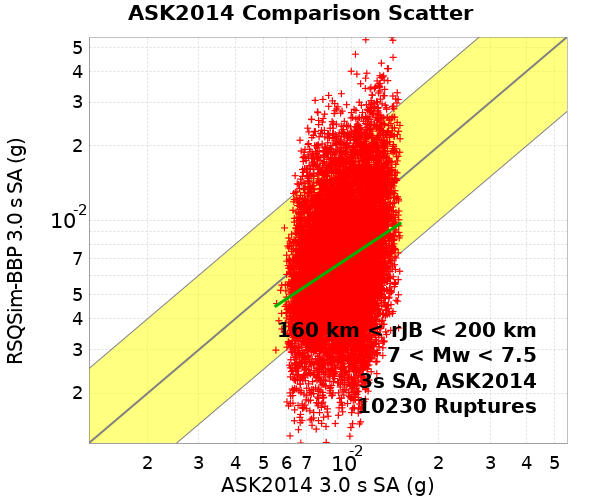 ASK2014 Comparison Scatter
RSQSim-BBP 3.0 s SA (g)
5
4
3
2
10-2
7
5
4
3
2
160 km < rJB < 200 km
7 < Mw < 7.5
3s SA, ASK2014
10230 Ruptures
2 3 4 5 6 7 10-2 2 3 4 5
ASK2014 3.0 s SA (g)